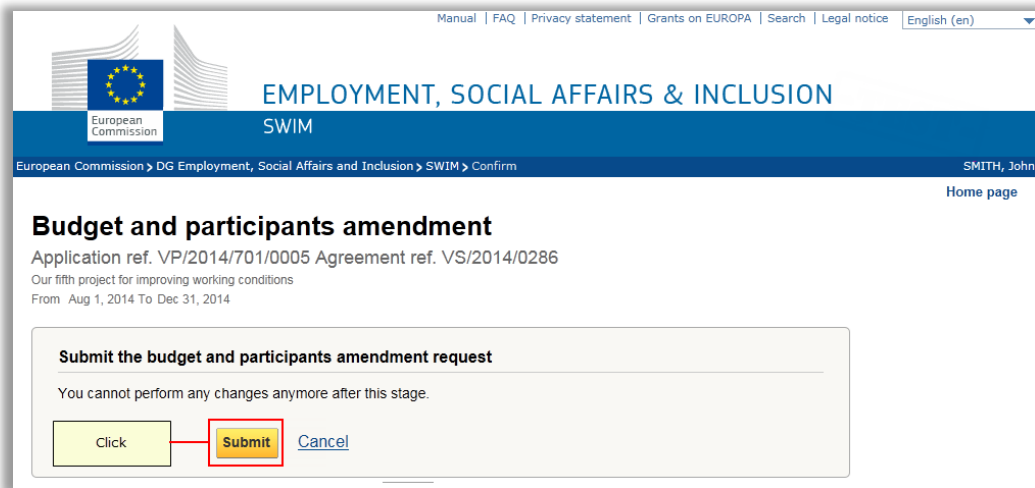 Manual | FAQ | Privacy statement | Grants on EUROPA | Search | Legal notice English (en)
European
Commission
EMPLOYMENT, SOCIAL AFFAIRS & INCLUSION
SWIM
European Commission > DG Employment, Social Affairs and Inclusion > SWIM > Confirm SMITH, John
Home page
Budget and participants amendment
Application ref. VP/2014/701/0005 Agreement ref. VS/2014/0286
Our fifth project for improving working conditions
From Aug 1, 2014 To Dec 31, 2014
Submit the budget and participants amendment request
You cannot perform any changes anymore after this stage.
Click Submit Cancel